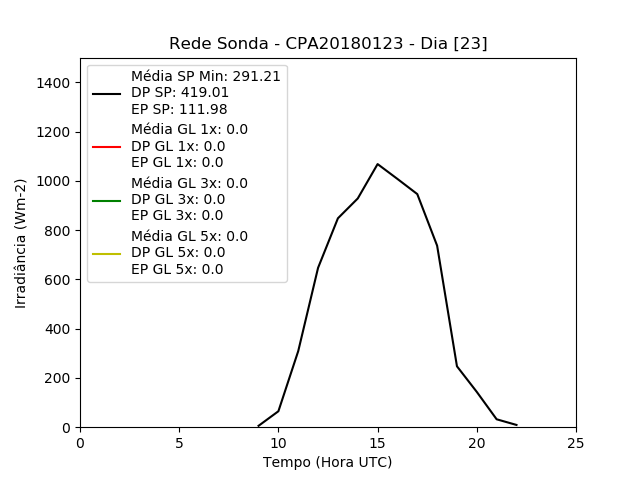 Rede Sonda - CPA20180123 - Dia [23]
Média SP Min: 291.21
DP SP: 419.01
EP SP: 111.98
Média GL 1x: 0.0
DP GL 1x: 0.0
EP GL 1x: 0.0
Média GL 3x: 0.0
DP GL 3x: 0.0
EP GL 3x: 0.0
Média GL 5x: 0.0
DP GL 5x: 0.0
EP GL 5x: 0.0
Irradiância (Wm-2)
1400
1200
1000
800
600
400
200
0
0 5 10 15 20 25
Tempo (Hora UTC)